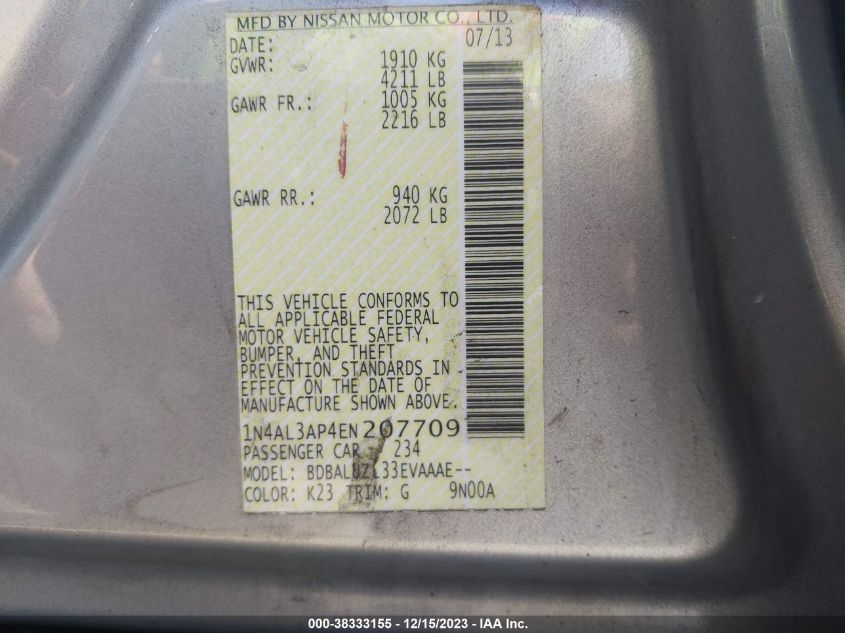 MFD BY NISSAN MOTOR CO., LTD.
DATE: 07/13
GVWR: 1910 KG
4211 LB
GAWR FR.: 1005 KG
2216 LB
GAWR RR.: 940 KG
2072 LB
THIS VEHICLE CONFORMS TO
ALL APPLICABLE FEDERAL
MOTOR VEHICLE SAFETY,
BUMPER, AND THEFT
PREVENTION STANDARDS IN
EFFECT ON THE DATE OF
MANUFACTURE SHOWN ABOVE.
1N4AL3AP4EN207709
PASSENGER CAR 234
MODEL:
COLOR: K23 TRIM: G 9N00A
000-38333155 - 12/15/2023 - IAA Inc.